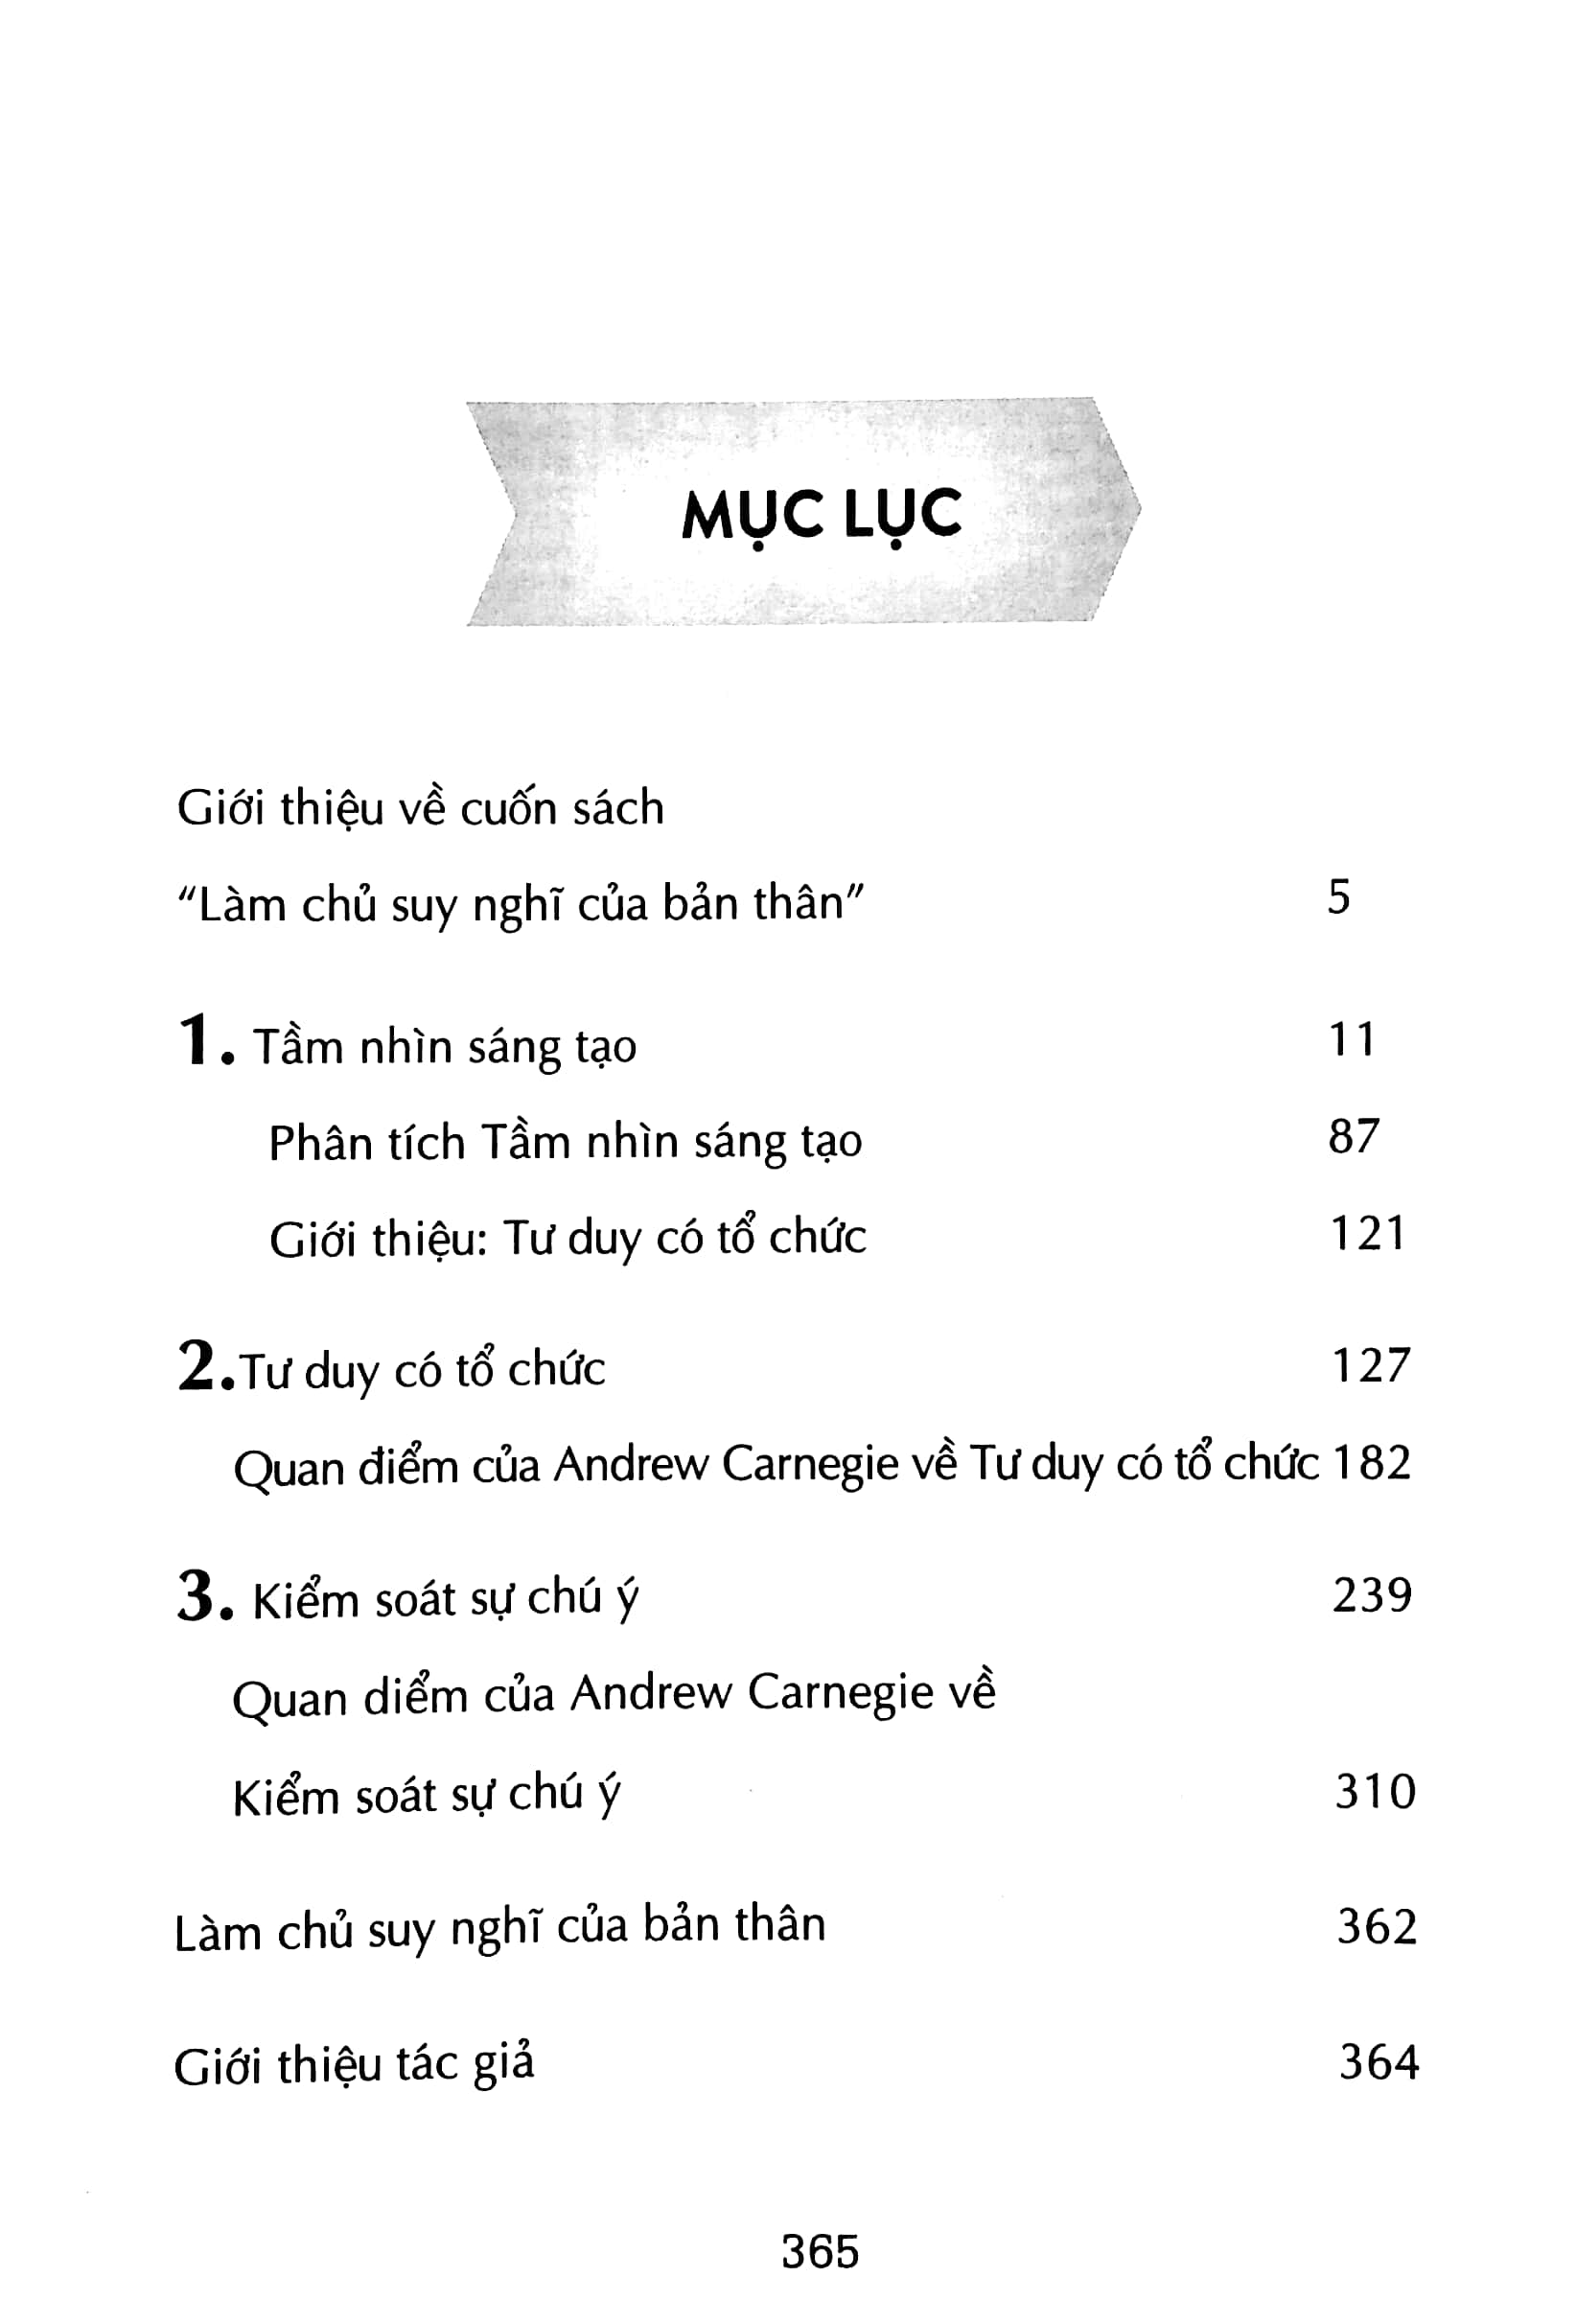 MỤC LỤC
Giới thiệu về cuốn sách
"Làm chủ suy nghĩ của bản thân" 5
1. Tầm nhìn sáng tạo 11
Phân tích Tầm nhìn sáng tạo 87
Giới thiệu: Tư duy có tổ chức 121
2.Tư duy có tổ chức 127
Quan điểm của Andrew Carnegie về Tư duy có tổ chức 182
3. Kiểm soát sự chú ý 239
Quan diểm của Andrew Carnegie về
Kiểm soát sự chú ý 310
Làm chủ suy nghĩ của bản thân 362
Giới thiệu tác giả 364
365